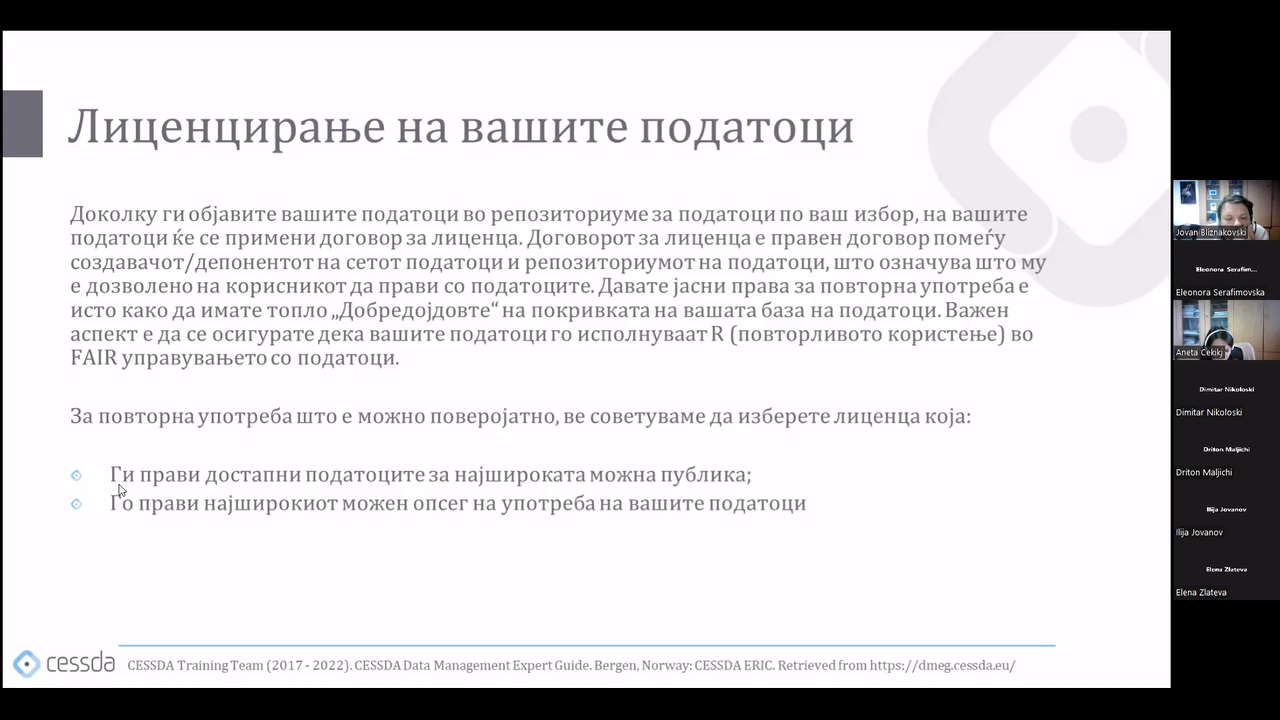 Лиценцирање на вашите податоци
Доколку ги објавите вашите податоци во репозиториуме за податоци по ваш избор, на вашите
податоци ќе се примени договор за лиценца. Договорот за лиценца е правен договор помеѓу
создавачот/депонентот на сетот податоци и репозиториумот на податоци, што означува што му
е дозволено на корисникот да прави со податоците. Давате јасни права за повторна употреба е
исто како да имате топло „Добредојдовте“ на покривката на вашата база на податоци. Важен
аспект е да се осигурате дека вашите податоци го исполнуваат R (повторливото користење) во
FAIR управувањето со податоци.
За повторна употреба што е можно поверојатно, ве советуваме да изберете лиценца која:
Ги прави достапни податоците за најшироката можна публика;
Го прави најширокиот можен опсег на употреба на вашите податоци
cessda
CESSDA Training Team (2017 - 2022). CESSDA Data Management Expert Guide. Bergen, Norway: CESSDA ERIC. Retrieved from https://dmeg.cessda.eu/
Jovan Bliznakovski
Eleonora Serafim...
Eleonora Serafimovska
Aneta Cekikj
Dimitar Nikoloski
Dimitar Nikoloski
Driton Maljichi
Driton Maljichi
Ilija Jovanov
Ilija Jovanov
Elena Zlateva
Elena Zlateva